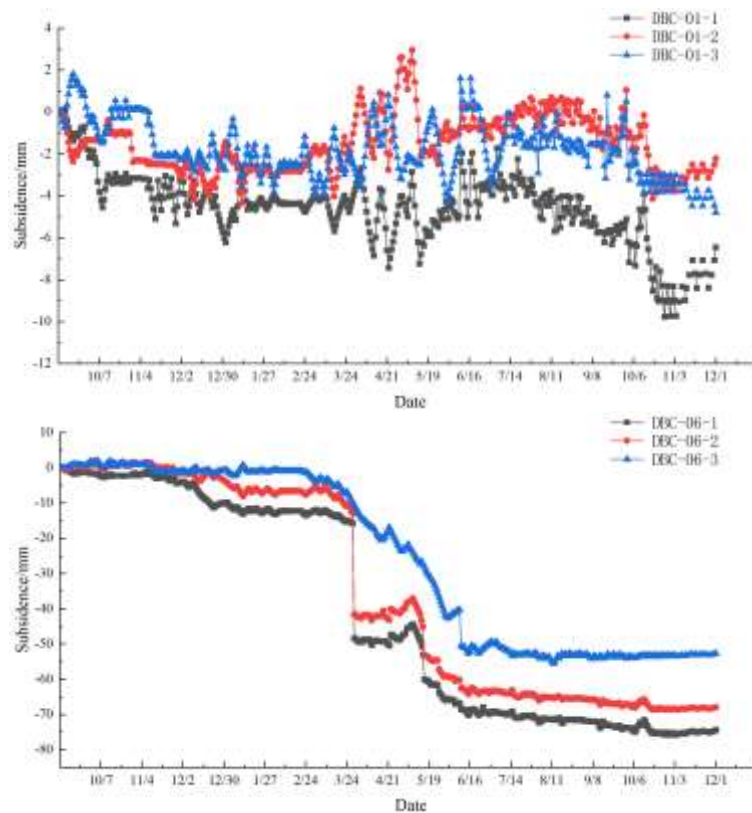 4
DBC-01-1
2
DBC-01-2
DBC-01-3
0
-2
-4
-6
-8
-10
-12
Subsidence/mm
10/7 11/4 12/2 12/30 1/27 2/24 3/24 4/21 5/19 6/16 7/14 8/11 9/8 10/6 11/3 12/1
Date
10
DBC-06-1
DBC-06-2
DBC-06-3
0
-10
-20
-30
-40
-50
-60
-70
-80
Subsidence/mm
10/7 11/4 12/2 12/30 1/27 2/24 3/24 4/21 5/19 6/16 7/14 8/11 9/8 10/6 11/3 12/1
Date